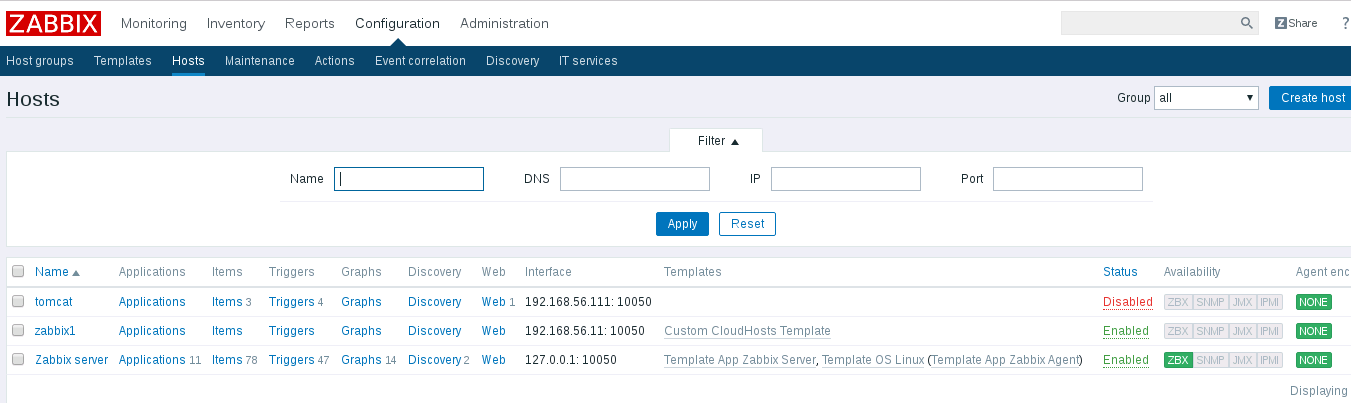 ZABBIX Monitoring Inventory Reports Configuration Administration Z Share ?
Host groups Templates Hosts Maintenance Actions Event correlation Discovery IT services
Hosts Group all ▼ Create host
Filter ▲
Name DNS IP Port
Apply Reset
Name ▲ Applications Items Triggers Graphs Discovery Web Interface Templates Status Availability Agent enc
tomcat Applications Items 3 Triggers 4 Graphs Discovery Web 1 192.168.56.111: 10050 Disabled ZBX SNMP JMX IPMI NONE
zabbix1 Applications Items Triggers Graphs Discovery Web 192.168.56.11: 10050 Custom CloudHosts Template Enabled ZBX SNMP JMX IPMI NONE
Zabbix server Applications 11 Items 78 Triggers 47 Graphs 14 Discovery 2 Web 127.0.0.1: 10050 Template App Zabbix Server, Template OS Linux (Template App Zabbix Agent) Enabled ZBX SNMP JMX IPMI NONE
Displaying